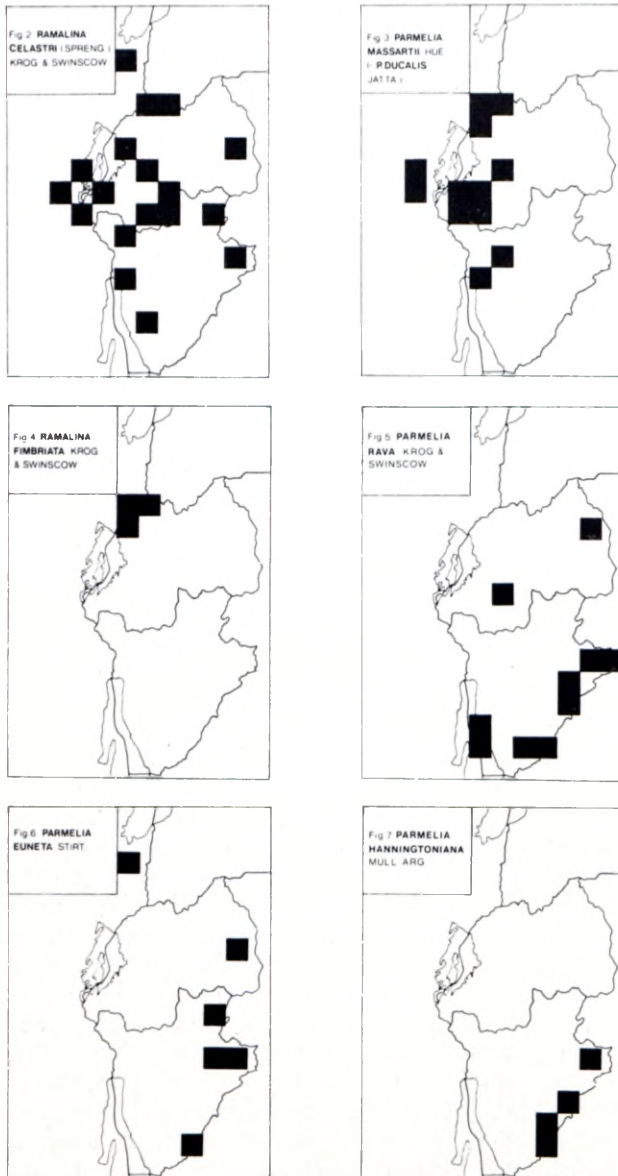 Fig 2 RAMALINA
CELASTRI (SPRENG)
KROG & SWINSCOW
Fig 3 PARMELIA
MASSARTII HUE
(= P.DUCALIS
JATTA)
Fig 4 RAMALINA
FIMBRIATA KROG
& SWINSCOW
Fig 5 PARMELIA
RAVA KROG &
SWINSCOW
Fig 6 PARMELIA
EUNETA STIRT
Fig 7 PARMELIA
HANNINGTONIANA
MULL ARG